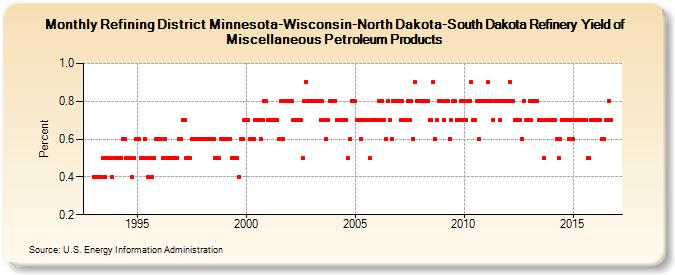 Monthly Refining District Minnesota-Wisconsin-North Dakota-South Dakota Refinery Yield of
Miscellaneous Petroleum Products
Percent
1.0
0.8
0.6
0.4
0.2
1995
2000
2005
2010
2015
Source: U.S. Energy Information Administration